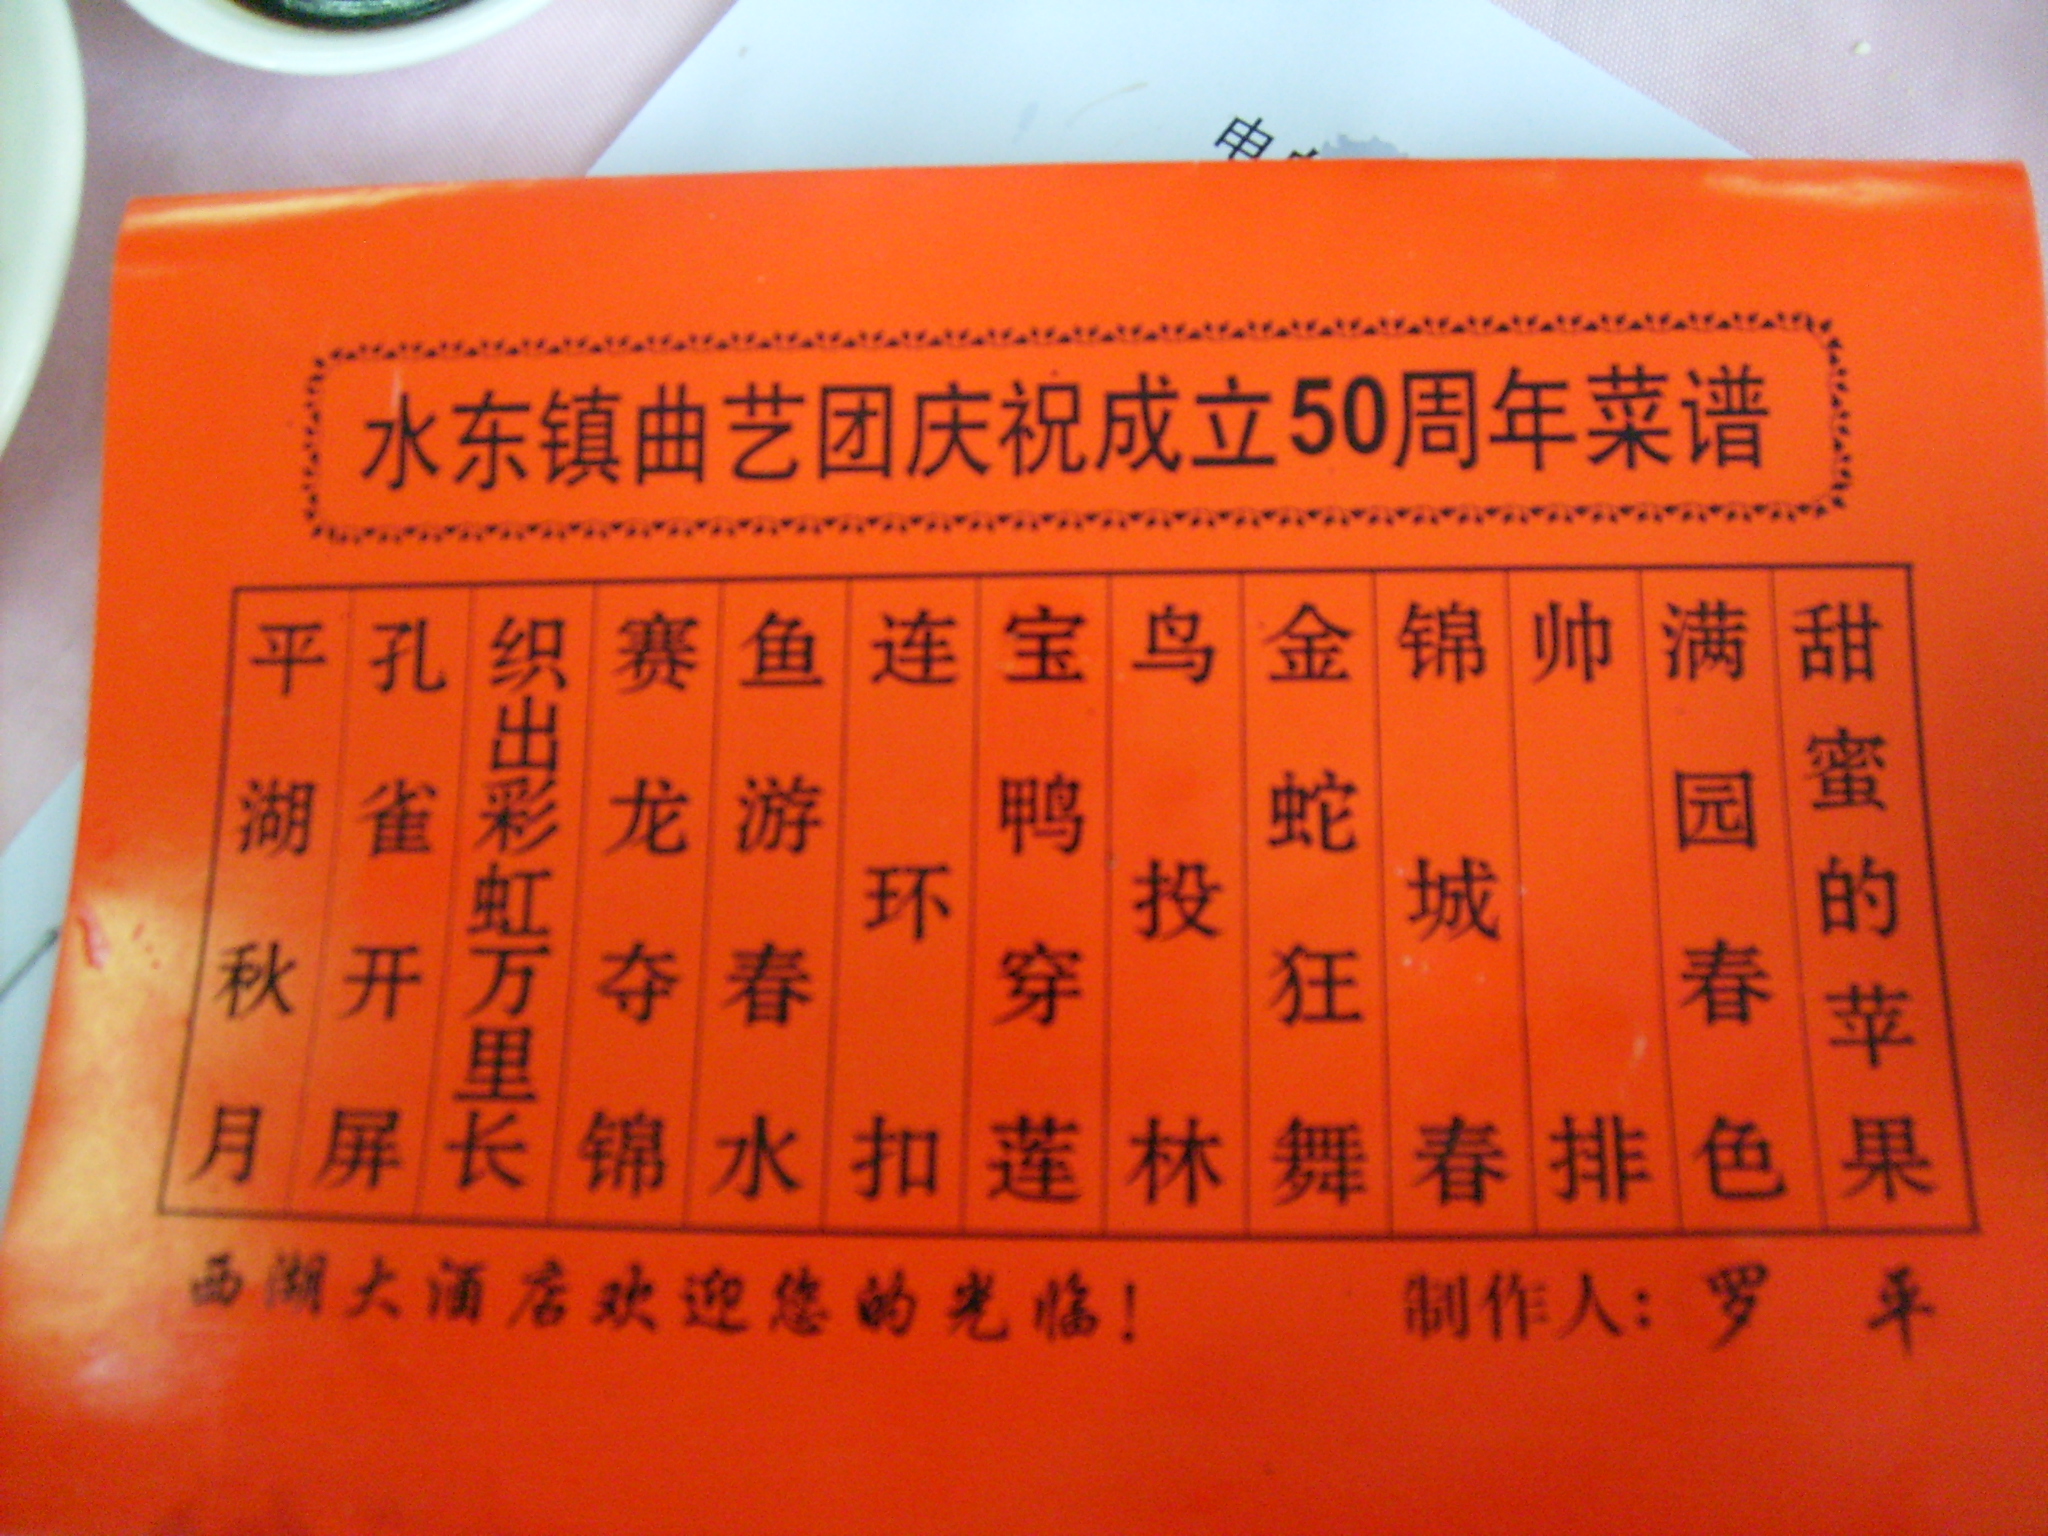 电
水东镇曲艺团庆祝成立50周年菜谱
平湖秋月
孔雀开屏
织出彩虹万里长
赛龙夺锦
鱼游春水
连环扣
宝鸭穿莲
鸟投林
金蛇狂舞
锦城春
帅排
满园春色
甜蜜的苹果
西湖大酒店欢迎您的光临!
制作人:罗 平